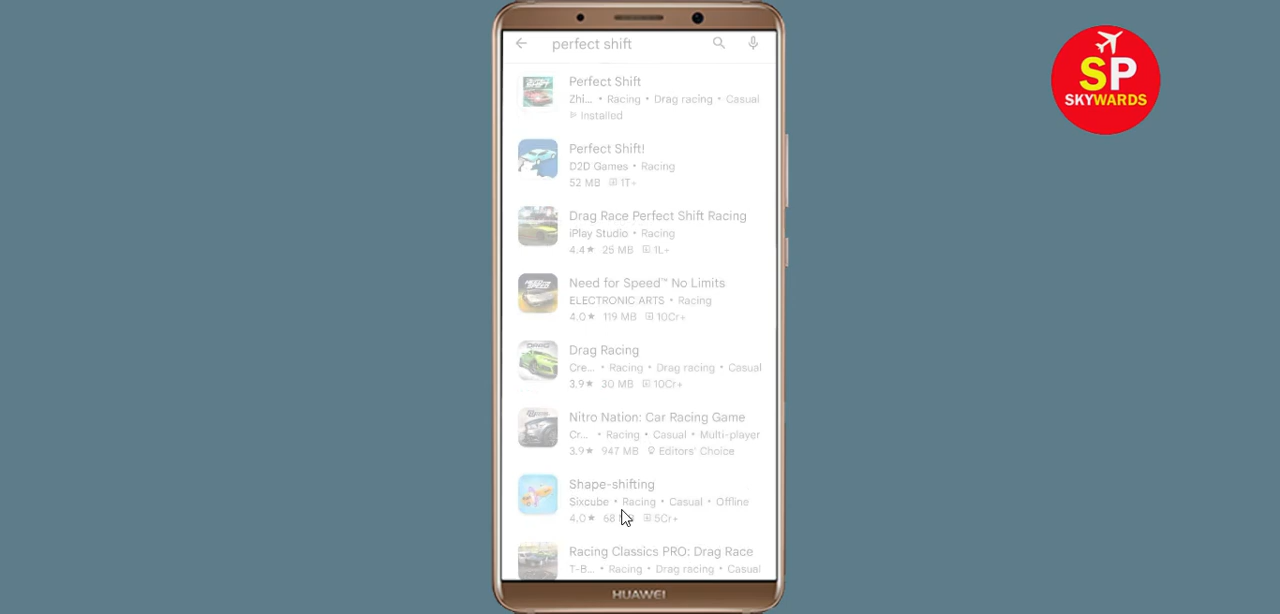 perfect shift
Perfect Shift
Zhi... • Racing • Drag racing • Casual
Installed
Perfect Shift!
D2D Games • Racing
52 MB 1T+
Drag Race Perfect Shift Racing
iPlay Studio • Racing
4.4★ 25 MB 1L+
Need for Speed™ No Limits
ELECTRONIC ARTS • Racing
4.0★ 119 MB 10Cr+
Drag Racing
Cre... • Racing • Drag racing • Casual
3.9★ 30 MB 10Cr+
Nitro Nation: Car Racing Game
Cr... • Racing • Casual • Multi-player
3.9★ 947 MB Editors' Choice
Shape-shifting
Sixcube • Racing • Casual • Offline
4.0★ 68 5Cr+
Racing Classics PRO: Drag Race
T-B... • Racing • Drag racing • Casual
HUAWEI
SP
SKYWARDS